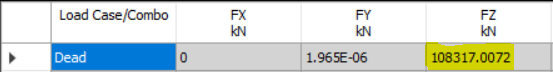 Load Case/Combo FX FY FZ
kN kN kN
Dead 0 1.965E-06 108317.0072